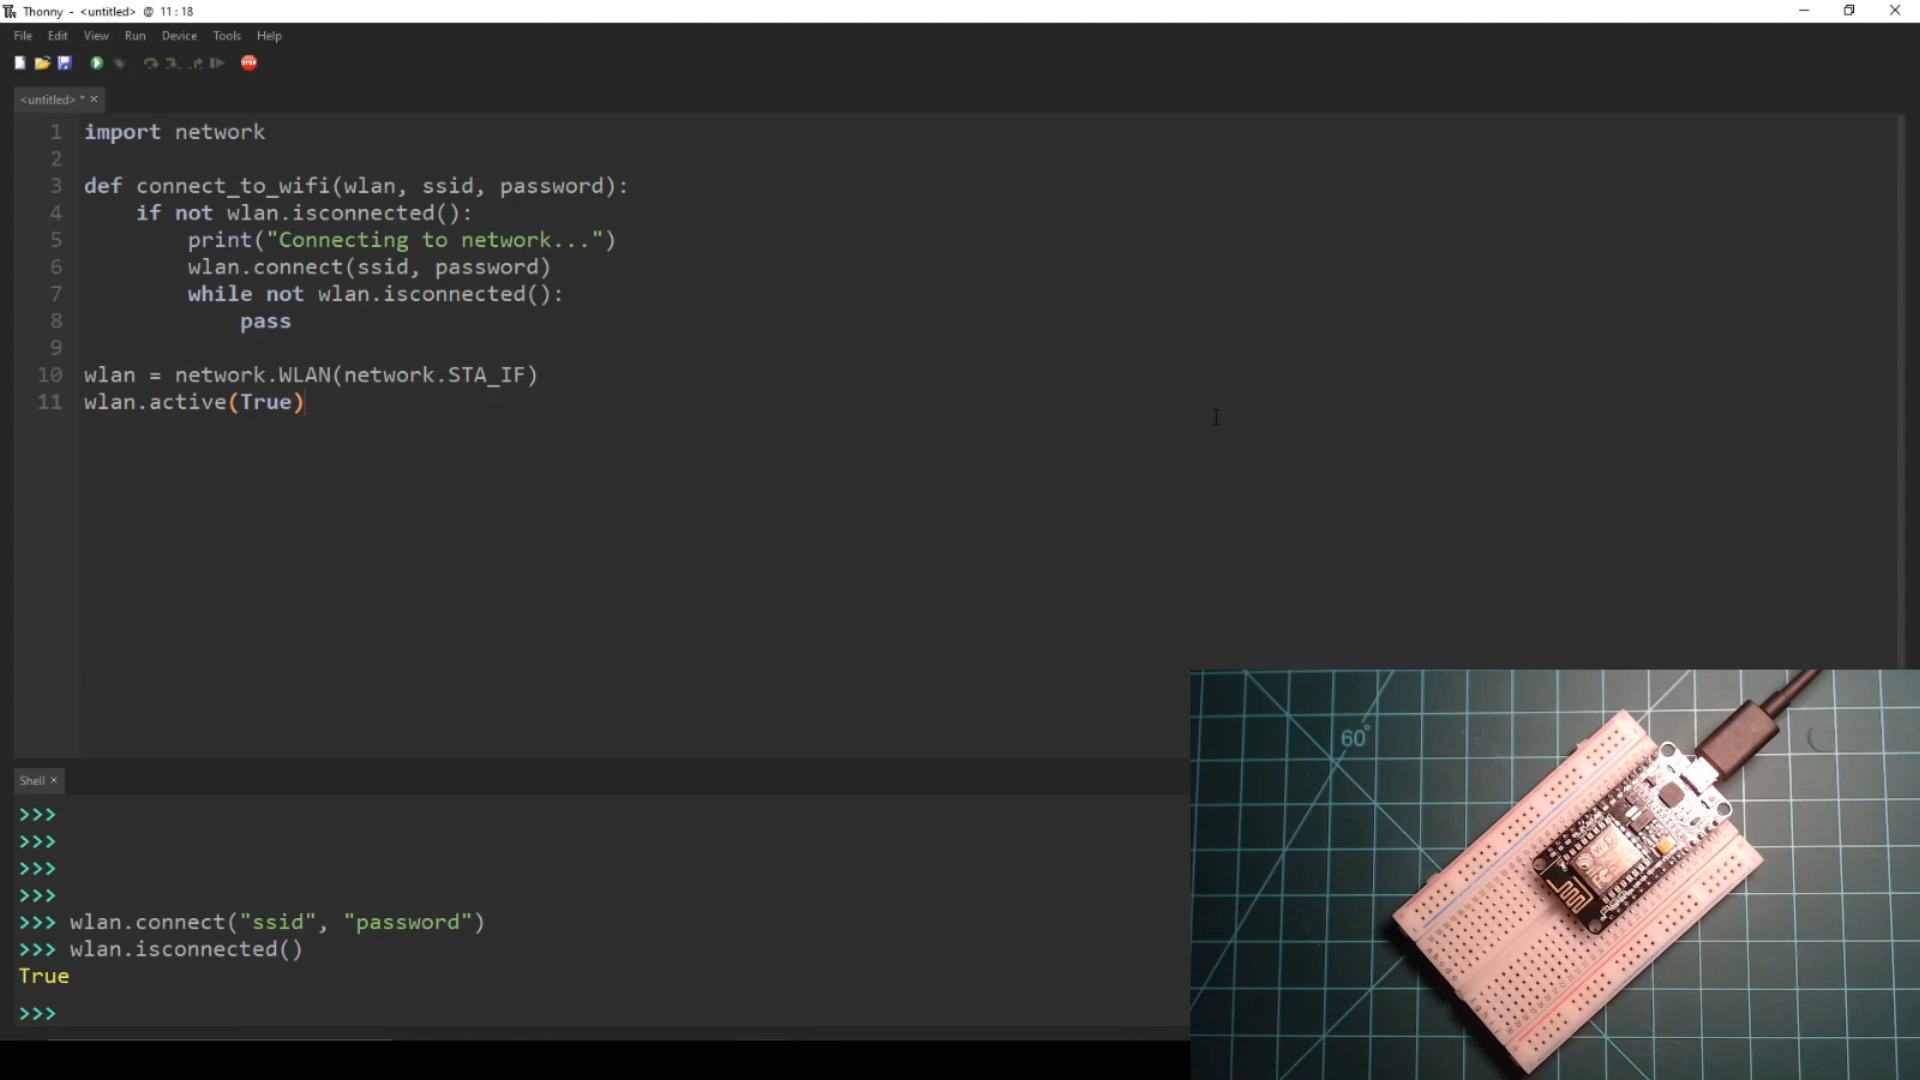 Thonny - <untitled> @ 11:18
File Edit View Run Device Tools Help
STOP
<untitled> * ×
1 import network
2
3 def connect_to_wifi(wlan, ssid, password):
4     if not wlan.isconnected():
5         print("Connecting to network...")
6         wlan.connect(ssid, password)
7         while not wlan.isconnected():
8             pass
9
10 wlan = network.WLAN(network.STA_IF)
11 wlan.active(True)
60°
Shell ×
>>>
>>>
>>>
>>>
>>> wlan.connect("ssid", "password")
>>> wlan.isconnected()
True
>>>